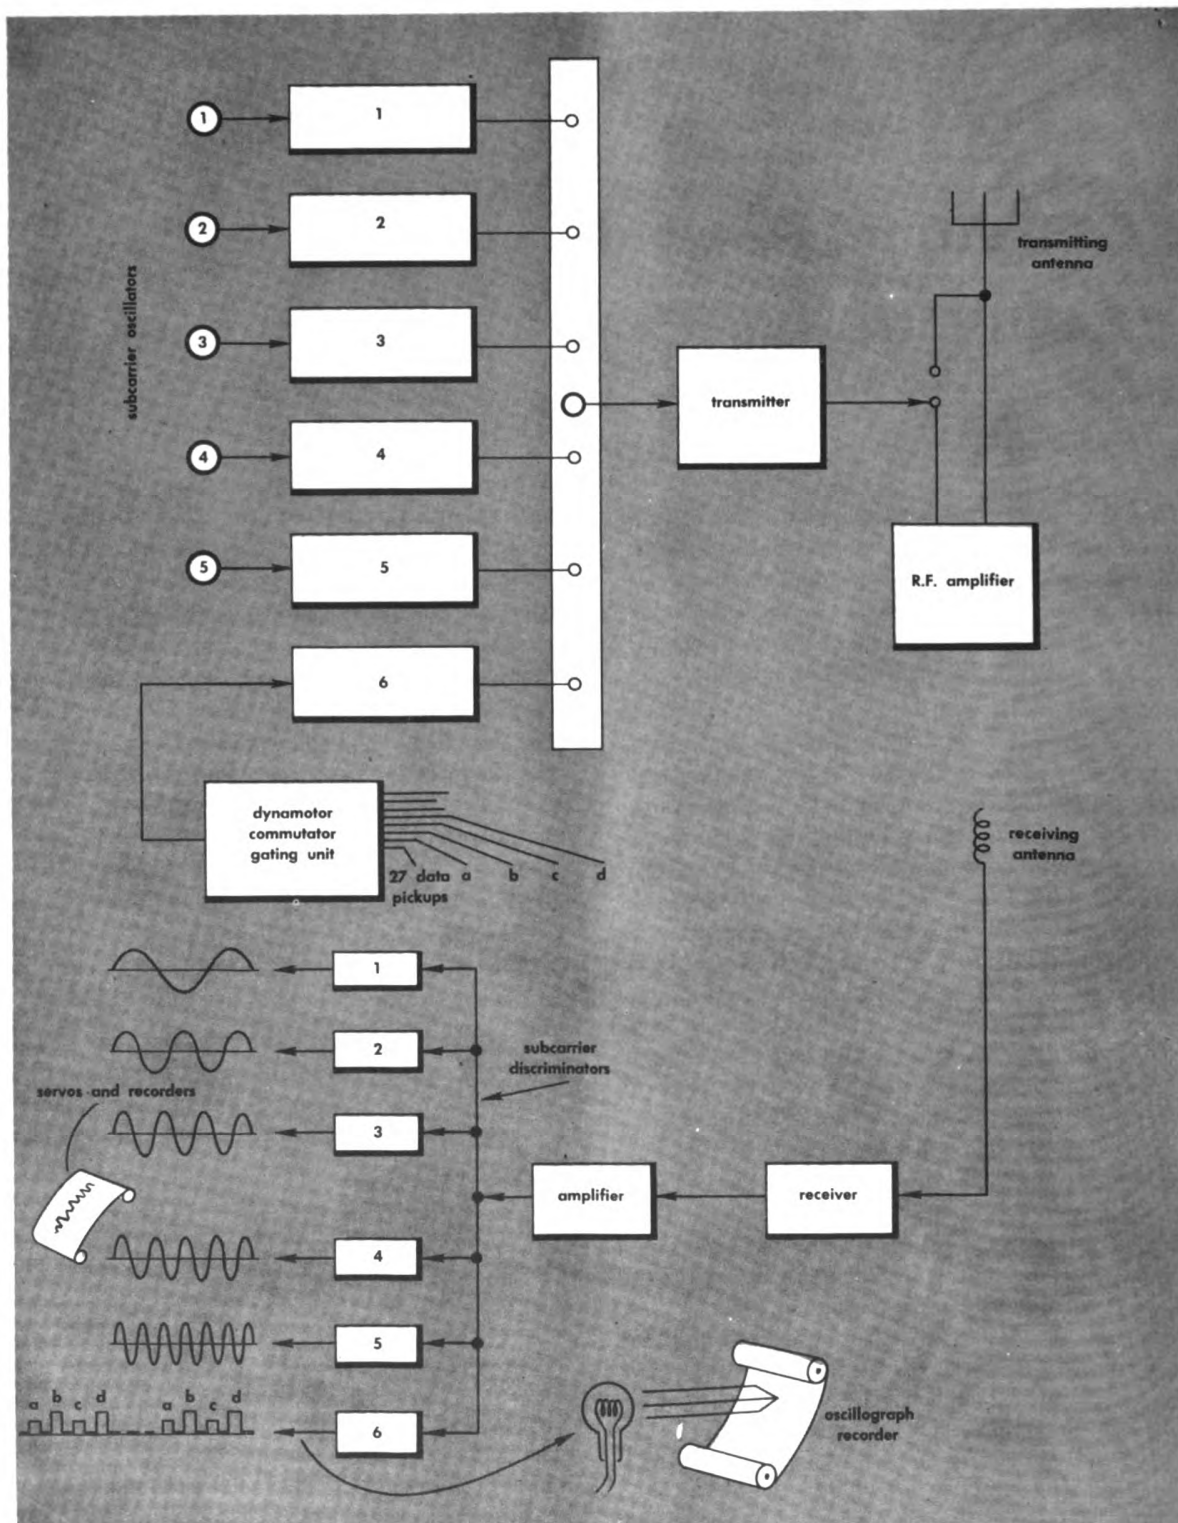 1
1
2
2
subcarrier oscillators
3
3
4
4
5
5
6
transmitter
transmitting
antenna
R.F. amplifier
dynamotor
commutator
gating unit
27 data
pickups
a
b
c
d
receiving
antenna
1
2
subcarrier
discriminators
servos and recorders
3
amplifier
receiver
4
5
a
b
c
d
a
b
c
d
6
oscillograph
recorder